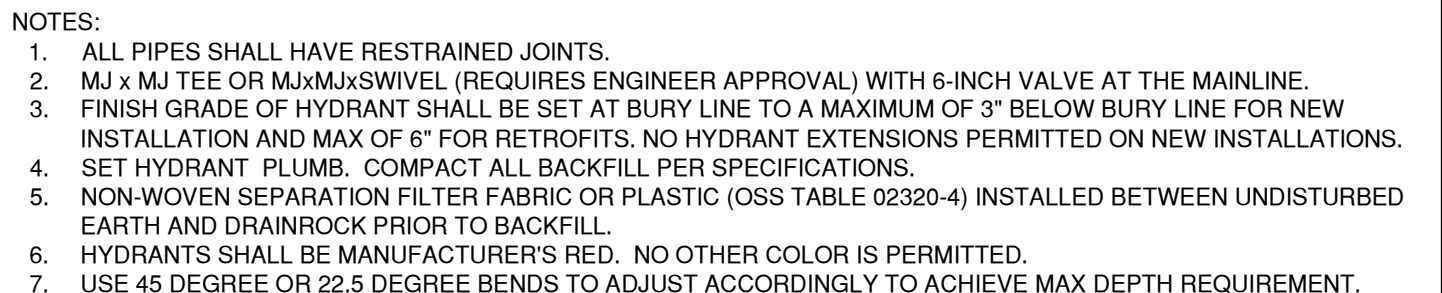 NOTES:
1. ALL PIPES SHALL HAVE RESTRAINED JOINTS.
2. MJ x MJ TEE OR MJxMJxSWIVEL (REQUIRES ENGINEER APPROVAL) WITH 6-INCH VALVE AT THE MAINLINE.
3. FINISH GRADE OF HYDRANT SHALL BE SET AT BURY LINE TO A MAXIMUM OF 3" BELOW BURY LINE FOR NEW
INSTALLATION AND MAX OF 6" FOR RETROFITS. NO HYDRANT EXTENSIONS PERMITTED ON NEW INSTALLATIONS.
4. SET HYDRANT  PLUMB.  COMPACT ALL BACKFILL PER SPECIFICATIONS.
5. NON-WOVEN SEPARATION FILTER FABRIC OR PLASTIC (OSS TABLE 02320-4) INSTALLED BETWEEN UNDISTURBED
EARTH AND DRAINROCK PRIOR TO BACKFILL.
6. HYDRANTS SHALL BE MANUFACTURER'S RED.  NO OTHER COLOR IS PERMITTED.
7. USE 45 DEGREE OR 22.5 DEGREE BENDS TO ADJUST ACCORDINGLY TO ACHIEVE MAX DEPTH REQUIREMENT.